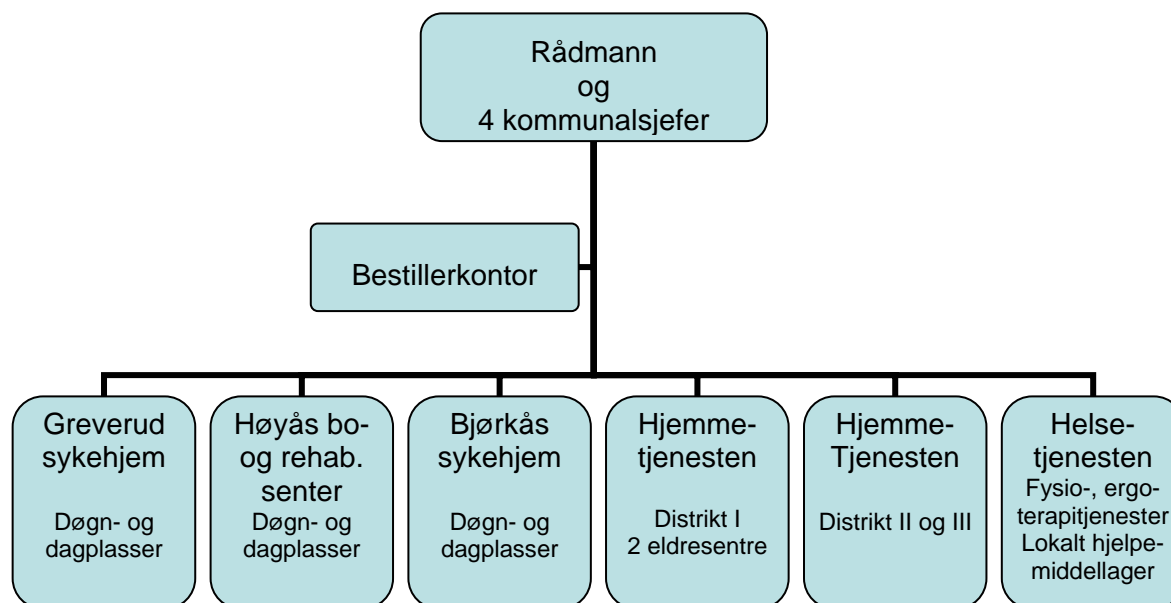 Rådmann
og
4 kommunalsjefer
Bestillerkontor
Greverud
sykehjem
Døgn- og
dagplasser
Høyås bo-
og rehab.
senter
Døgn- og
dagplasser
Bjørkås
sykehjem
Døgn- og
dagplasser
Hjemme-
tjenesten
Distrikt I
2 eldresentre
Hjemme-
Tjenesten
Distrikt II og III
Helse-
tjenesten
Fysio-, ergo-
terapitjenester
Lokalt hjelpe-
middellager